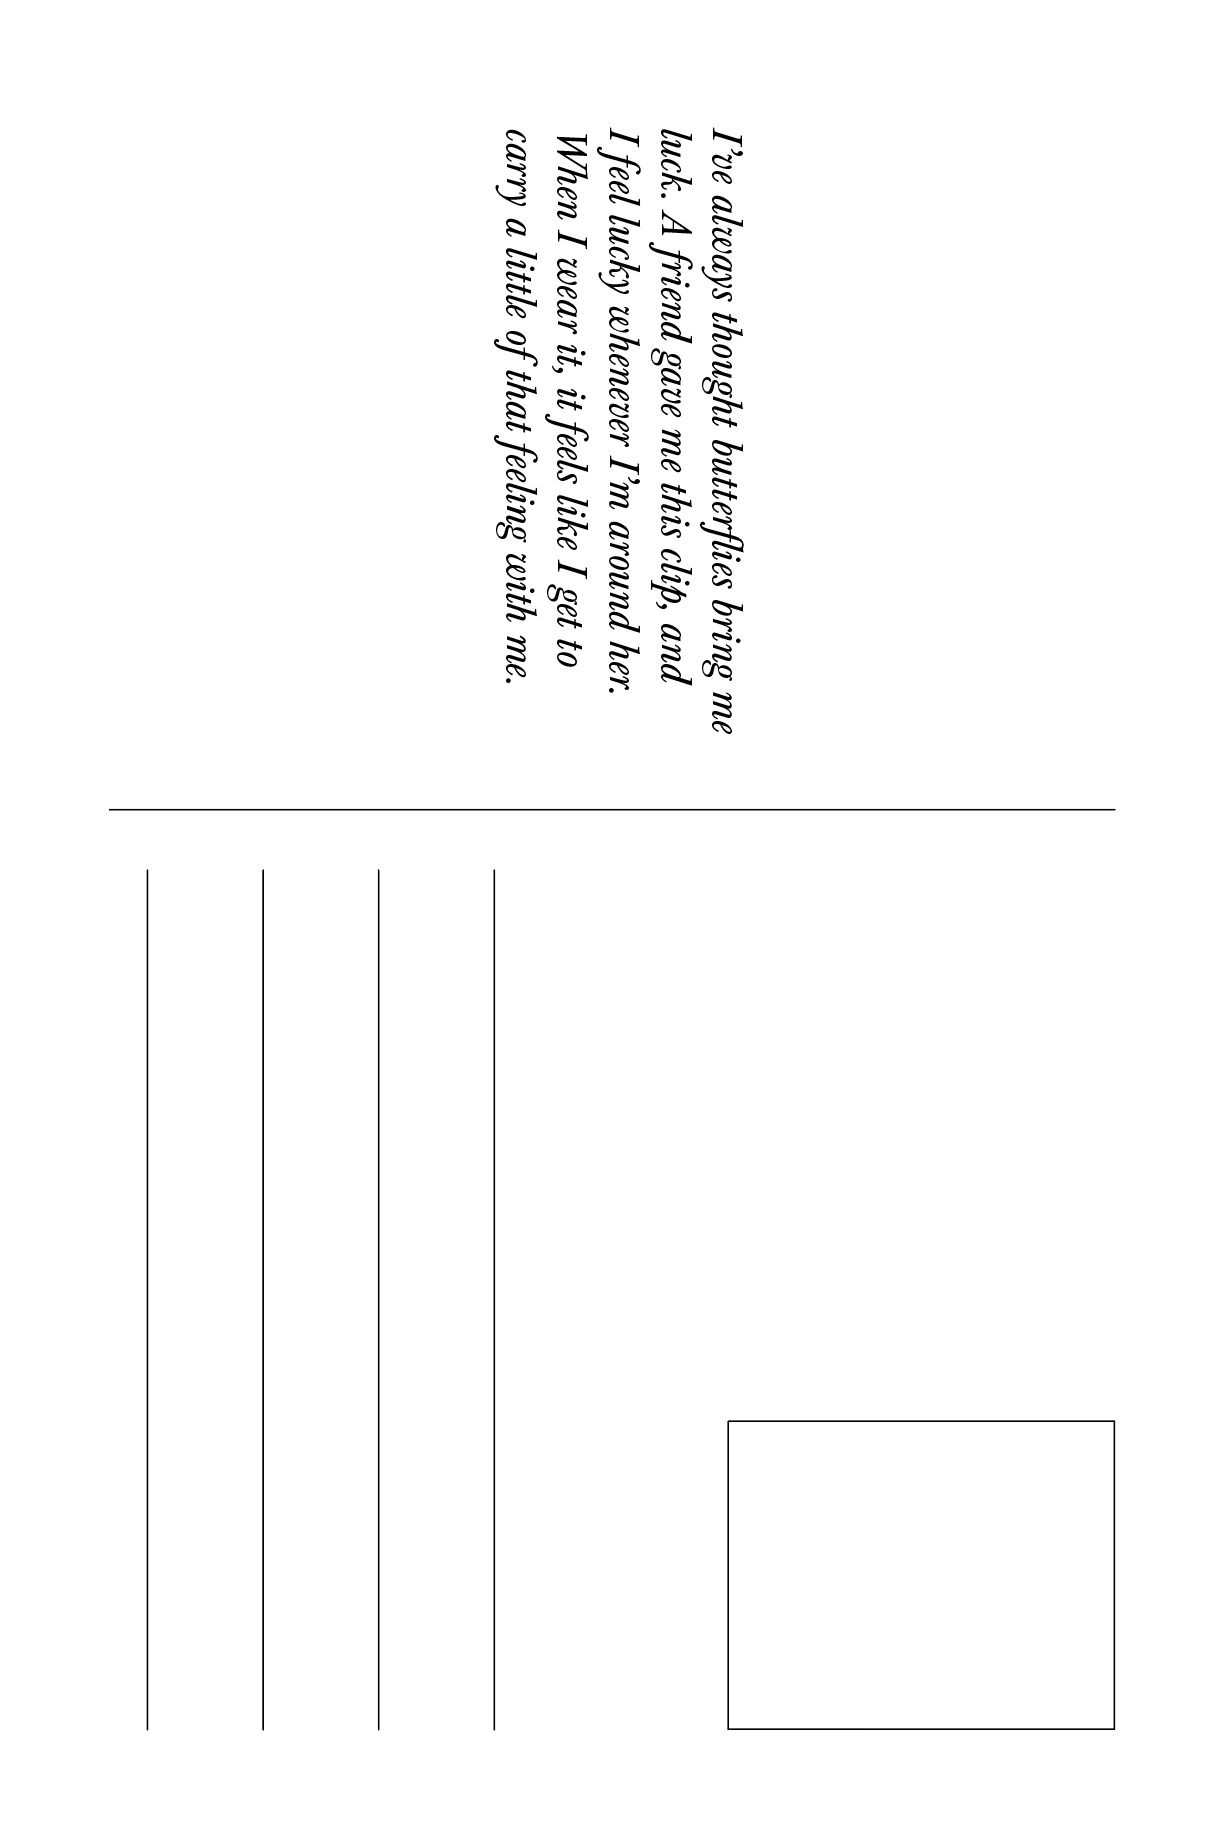 I’ve always thought butterflies bring me
luck. A friend gave me this clip, and
I feel lucky whenever I’m around her.
When I wear it, it feels like I get to
carry a little of that feeling with me.